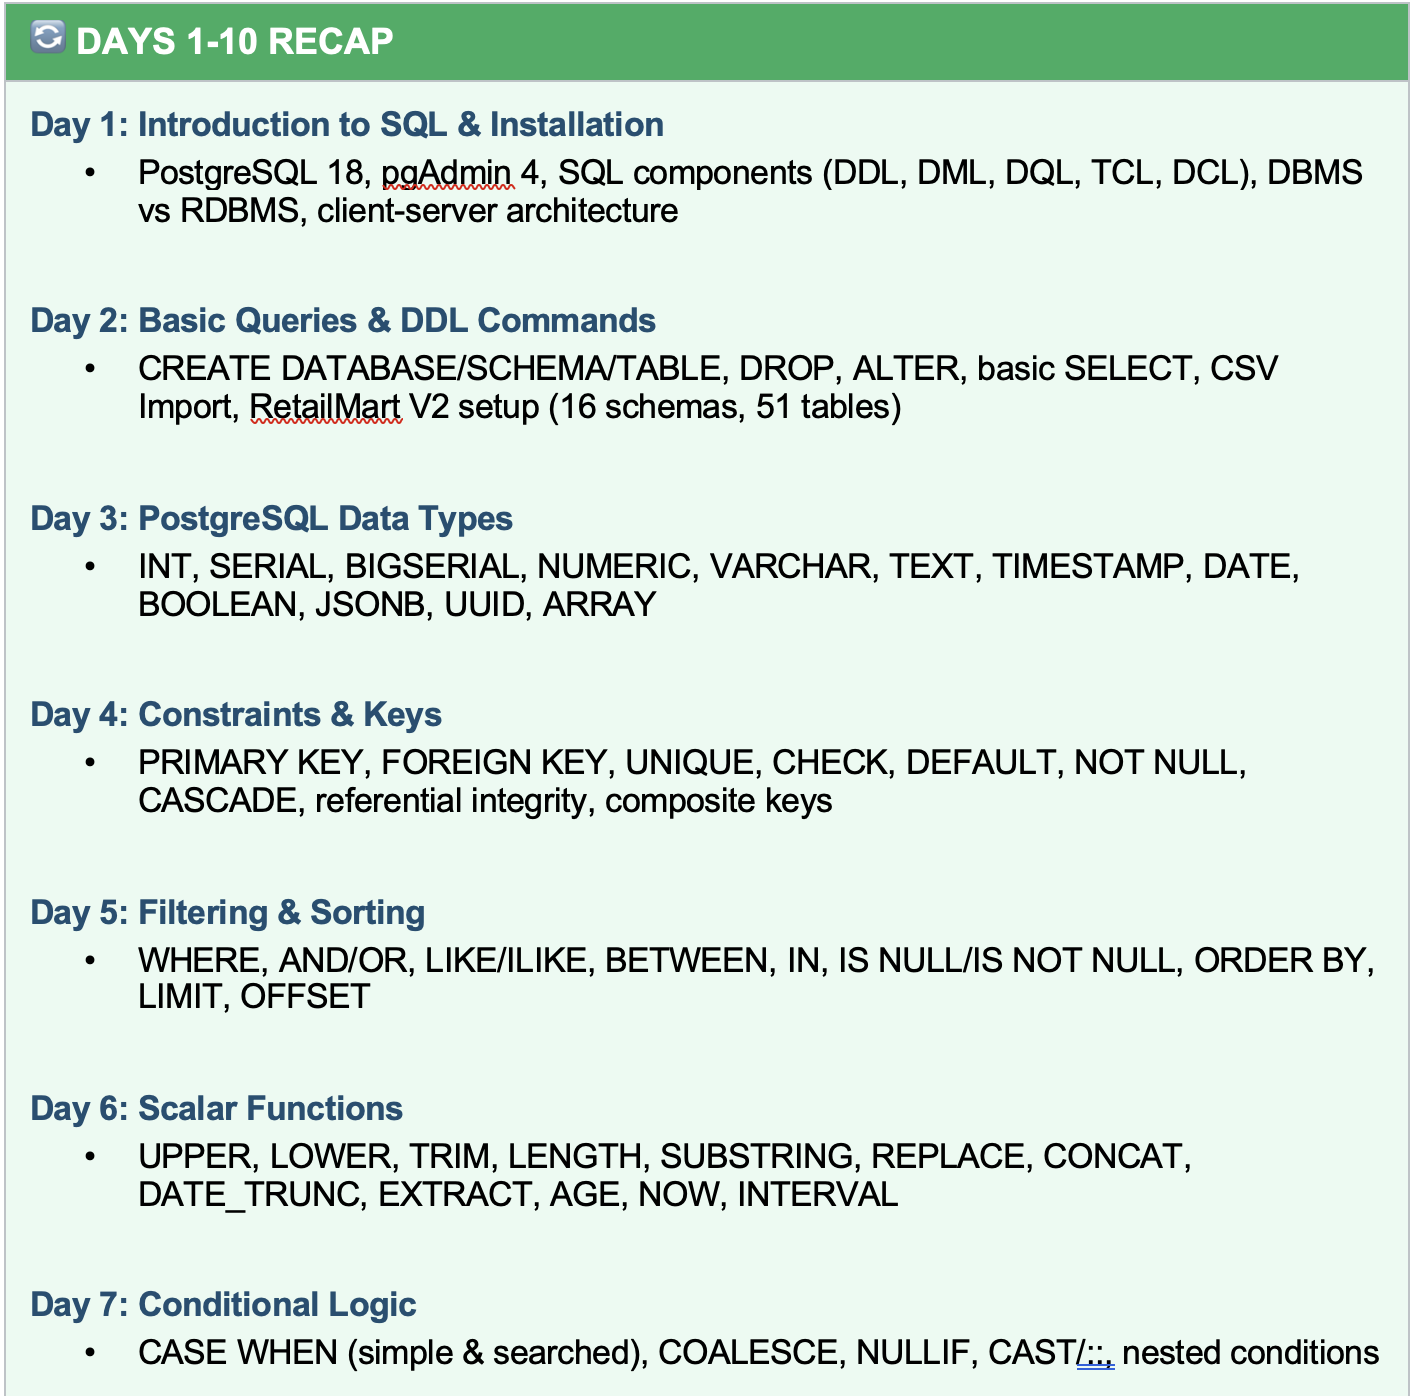 DAYS 1-10 RECAP
Day 1: Introduction to SQL & Installation
• PostgreSQL 18, pgAdmin 4, SQL components (DDL, DML, DQL, TCL, DCL), DBMS
vs RDBMS, client-server architecture
Day 2: Basic Queries & DDL Commands
• CREATE DATABASE/SCHEMA/TABLE, DROP, ALTER, basic SELECT, CSV
Import, RetailMart V2 setup (16 schemas, 51 tables)
Day 3: PostgreSQL Data Types
• INT, SERIAL, BIGSERIAL, NUMERIC, VARCHAR, TEXT, TIMESTAMP, DATE,
BOOLEAN, JSONB, UUID, ARRAY
Day 4: Constraints & Keys
• PRIMARY KEY, FOREIGN KEY, UNIQUE, CHECK, DEFAULT, NOT NULL,
CASCADE, referential integrity, composite keys
Day 5: Filtering & Sorting
• WHERE, AND/OR, LIKE/ILIKE, BETWEEN, IN, IS NULL/IS NOT NULL, ORDER BY,
LIMIT, OFFSET
Day 6: Scalar Functions
• UPPER, LOWER, TRIM, LENGTH, SUBSTRING, REPLACE, CONCAT,
DATE_TRUNC, EXTRACT, AGE, NOW, INTERVAL
Day 7: Conditional Logic
• CASE WHEN (simple & searched), COALESCE, NULLIF, CAST/::, nested conditions